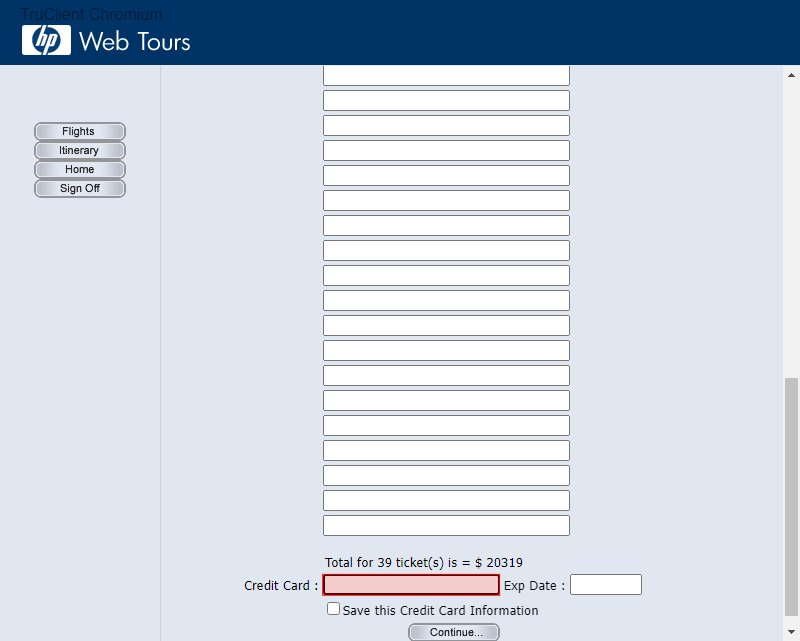 TruClient Chromium
hp Web Tours
Flights
Itinerary
Home
Sign Off
Total for 39 ticket(s) is = $ 20319
Credit Card : Exp Date :
Save this Credit Card Information
Continue...